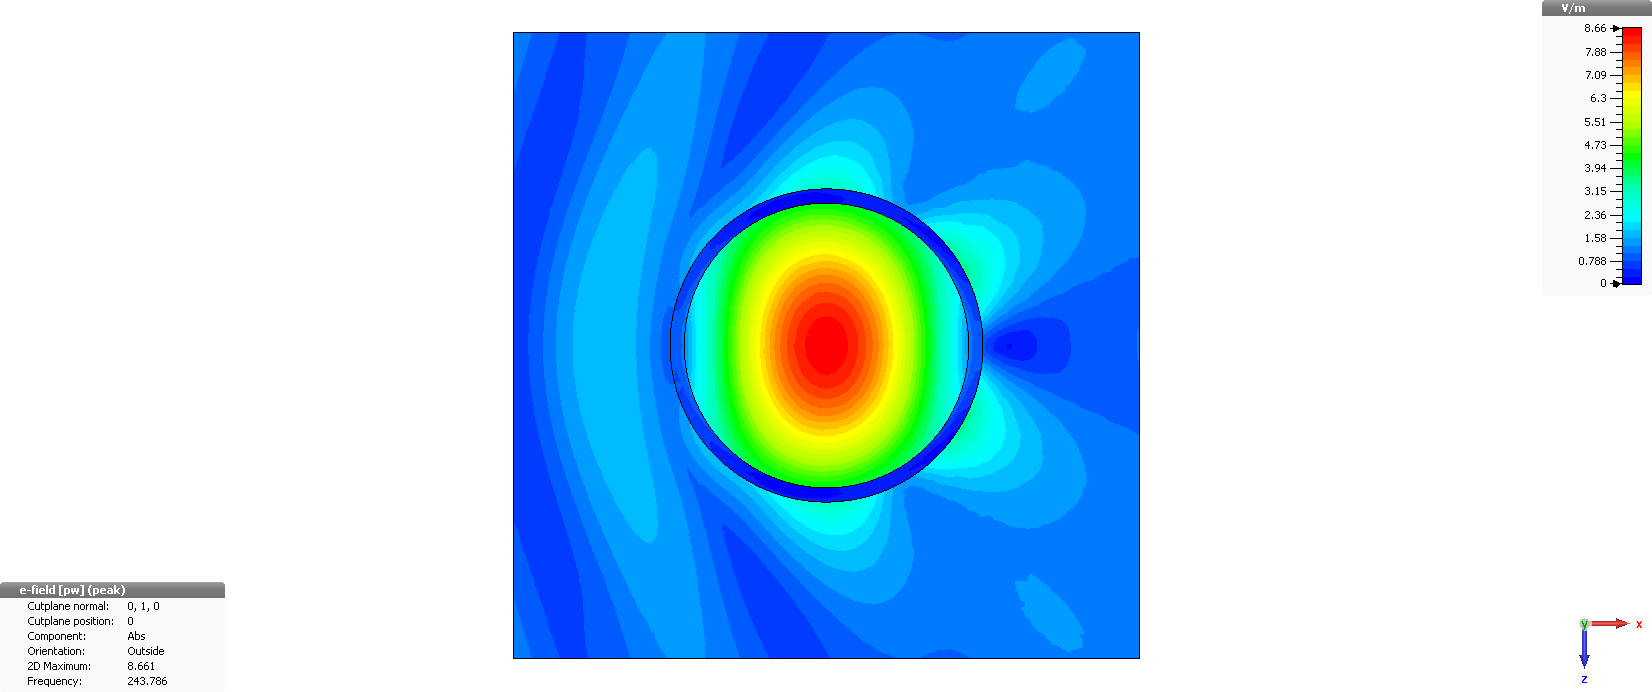 V/m
8.66
7.88
7.09
6.3
5.51
4.73
3.94
3.15
2.36
1.58
0.788
0
e-field [pw] (peak)
Cutplane normal: 0, 1, 0
Cutplane position: 0
Component: Abs
Orientation: Outside
2D Maximum: 8.661
Frequency: 243.786
y x
z